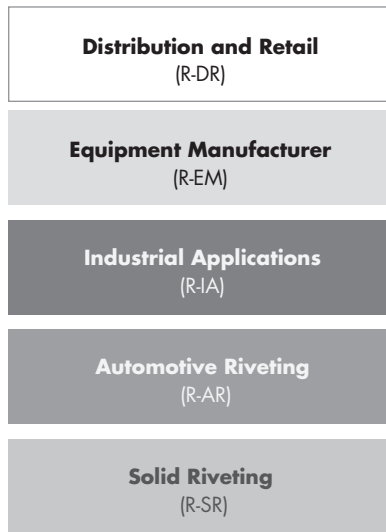 Distribution and Retail
(R-DR)
Equipment Manufacturer
(R-EM)
Industrial Applications
(R-IA)
Automotive Riveting
(R-AR)
Solid Riveting
(R-SR)